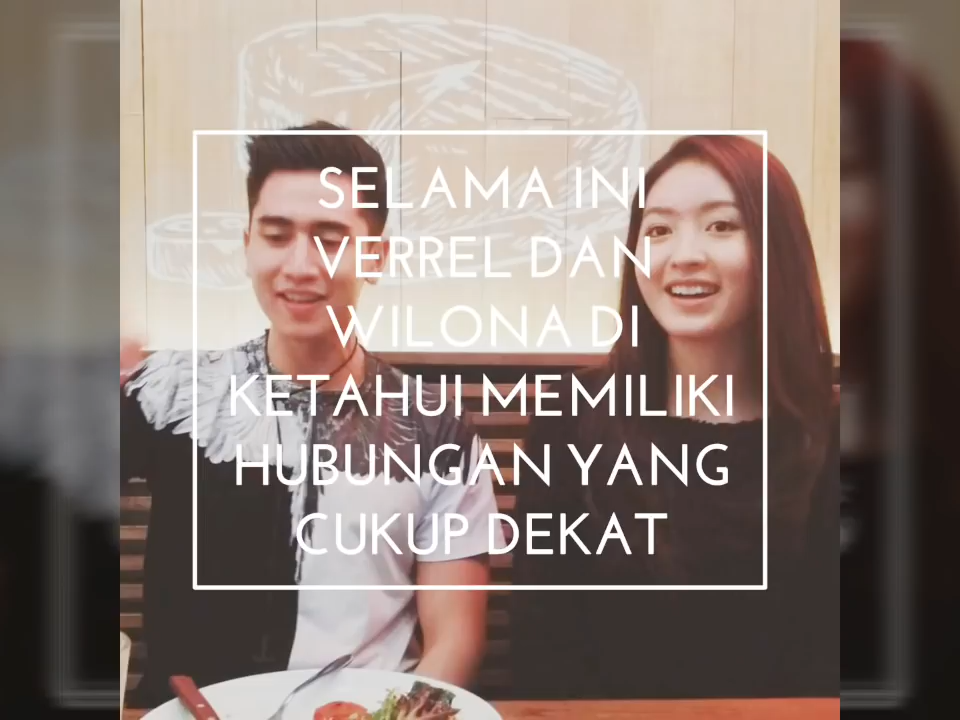 SELAMA INI
VERREL DAN
WILONA DI
KETAHUI MEMILIKI
HUBUNGAN YANG
CUKUP DEKAT